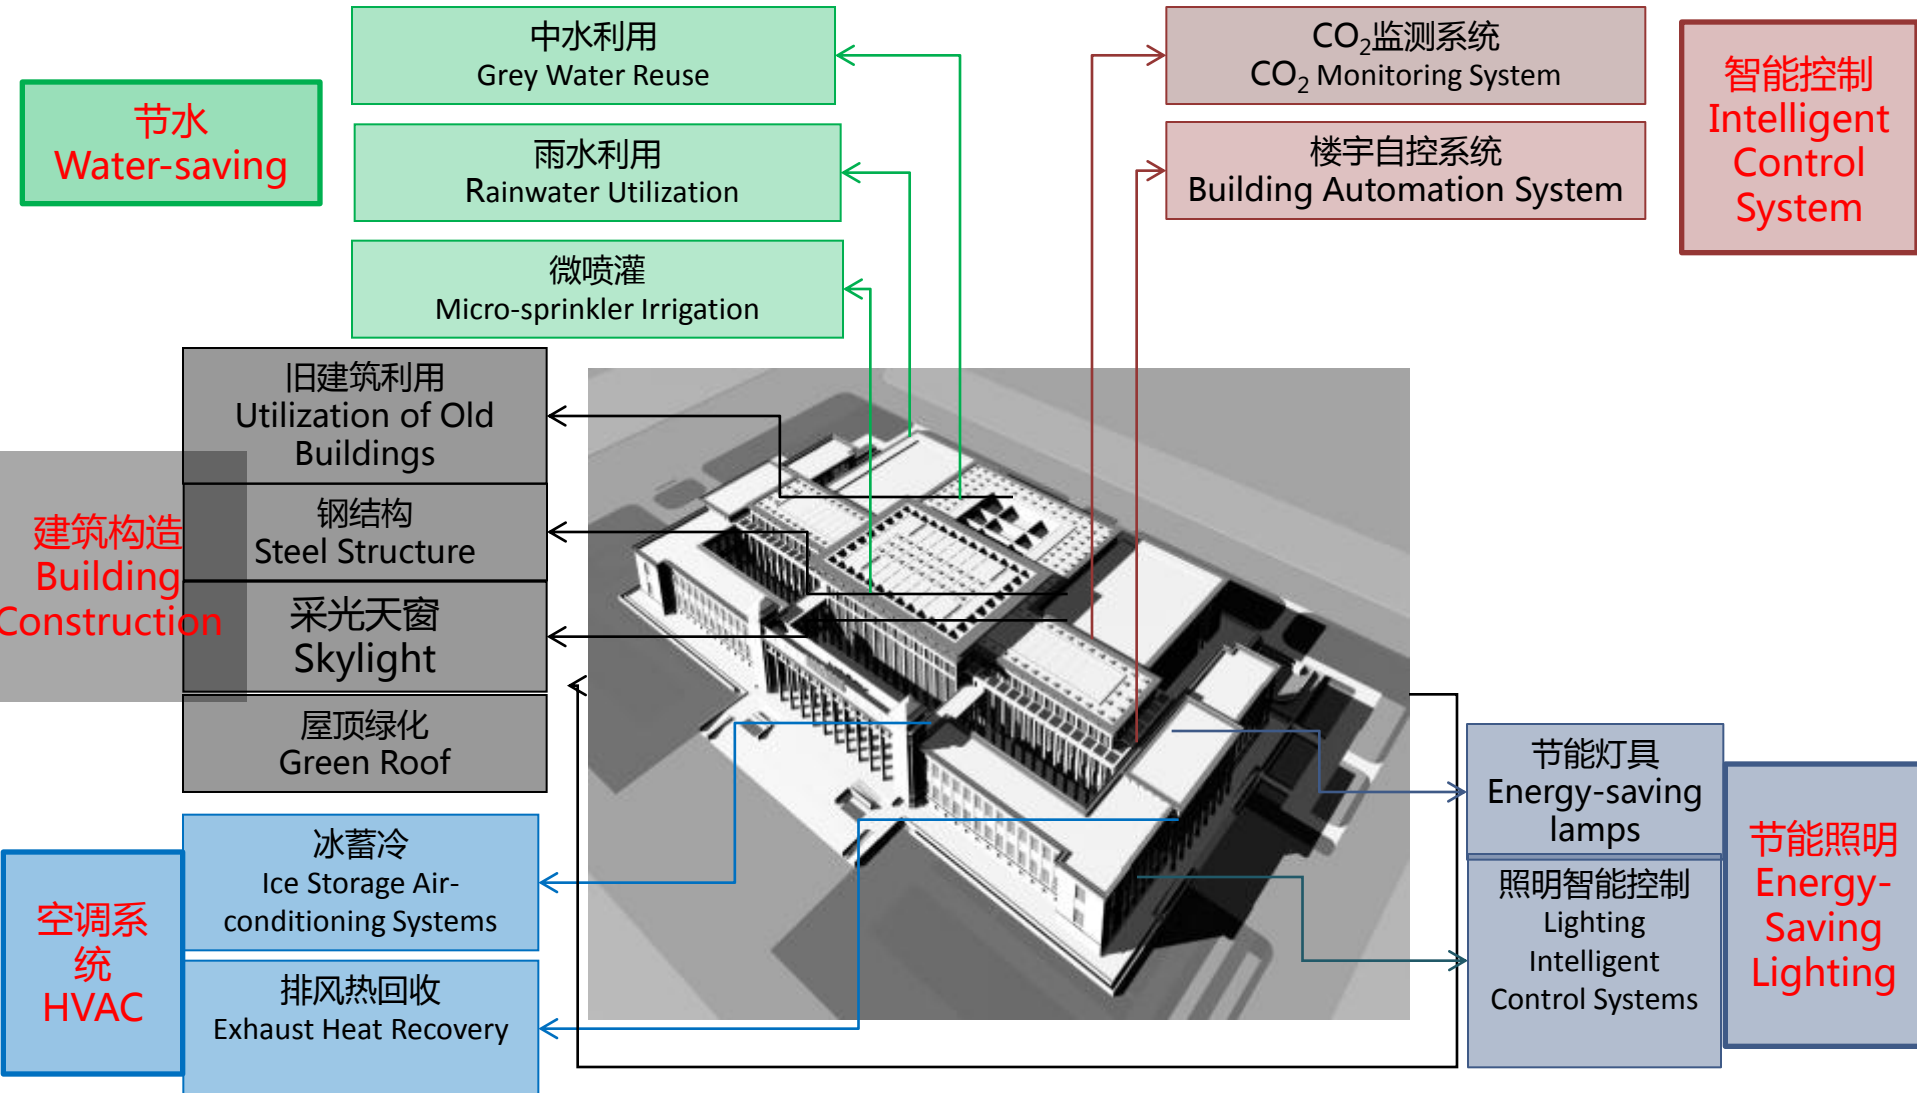 节水
Water-saving
中水利用
Grey Water Reuse
雨水利用
Rainwater Utilization
微喷灌
Micro-sprinkler Irrigation
CO₂监测系统
CO₂ Monitoring System
楼宇自控系统
Building Automation System
智能控制
Intelligent
Control
System
建筑构造
Building
Construction
旧建筑利用
Utilization of Old
Buildings
钢结构
Steel Structure
采光天窗
Skylight
屋顶绿化
Green Roof
空调系
统
HVAC
冰蓄冷
Ice Storage Air-
conditioning Systems
排风热回收
Exhaust Heat Recovery
节能灯具
Energy-saving
lamps
照明智能控制
Lighting
Intelligent
Control Systems
节能照明
Energy-
Saving
Lighting